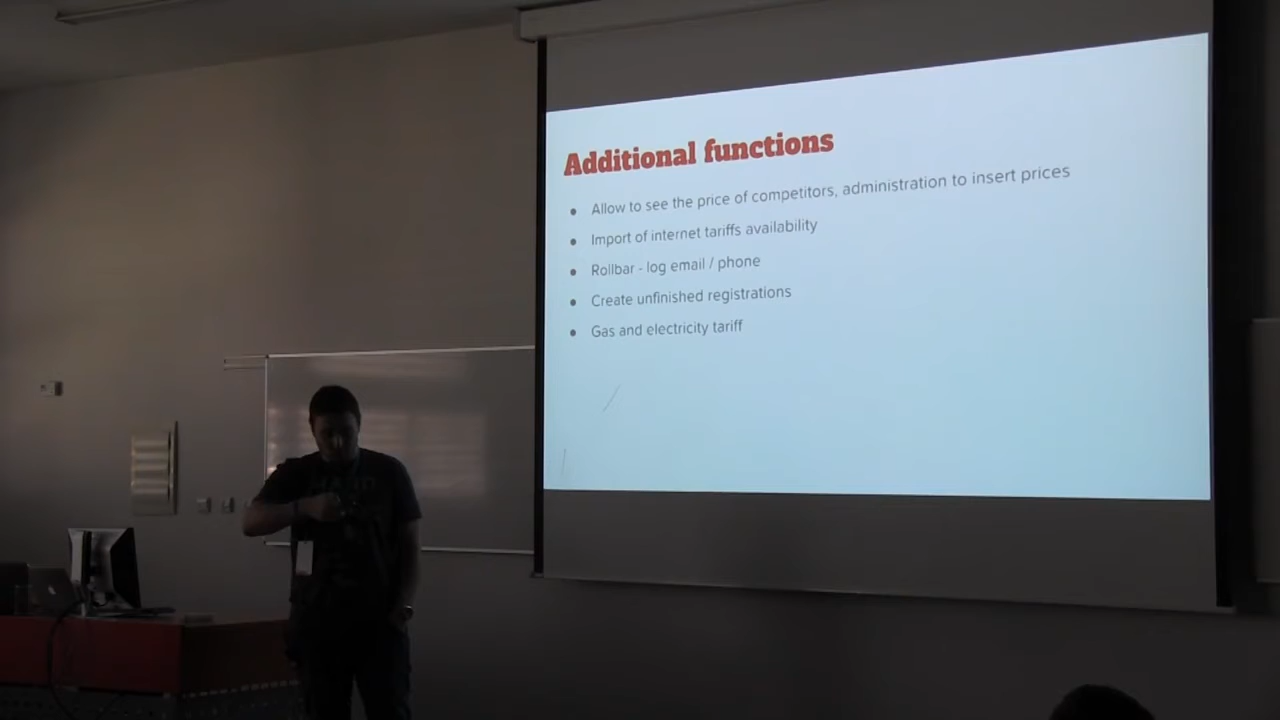 Additional functions
• Allow to see the price of competitors, administration to insert prices
• Import of internet tariffs availability
• Rollbar - log email / phone
• Create unfinished registrations
• Gas and electricity tariff